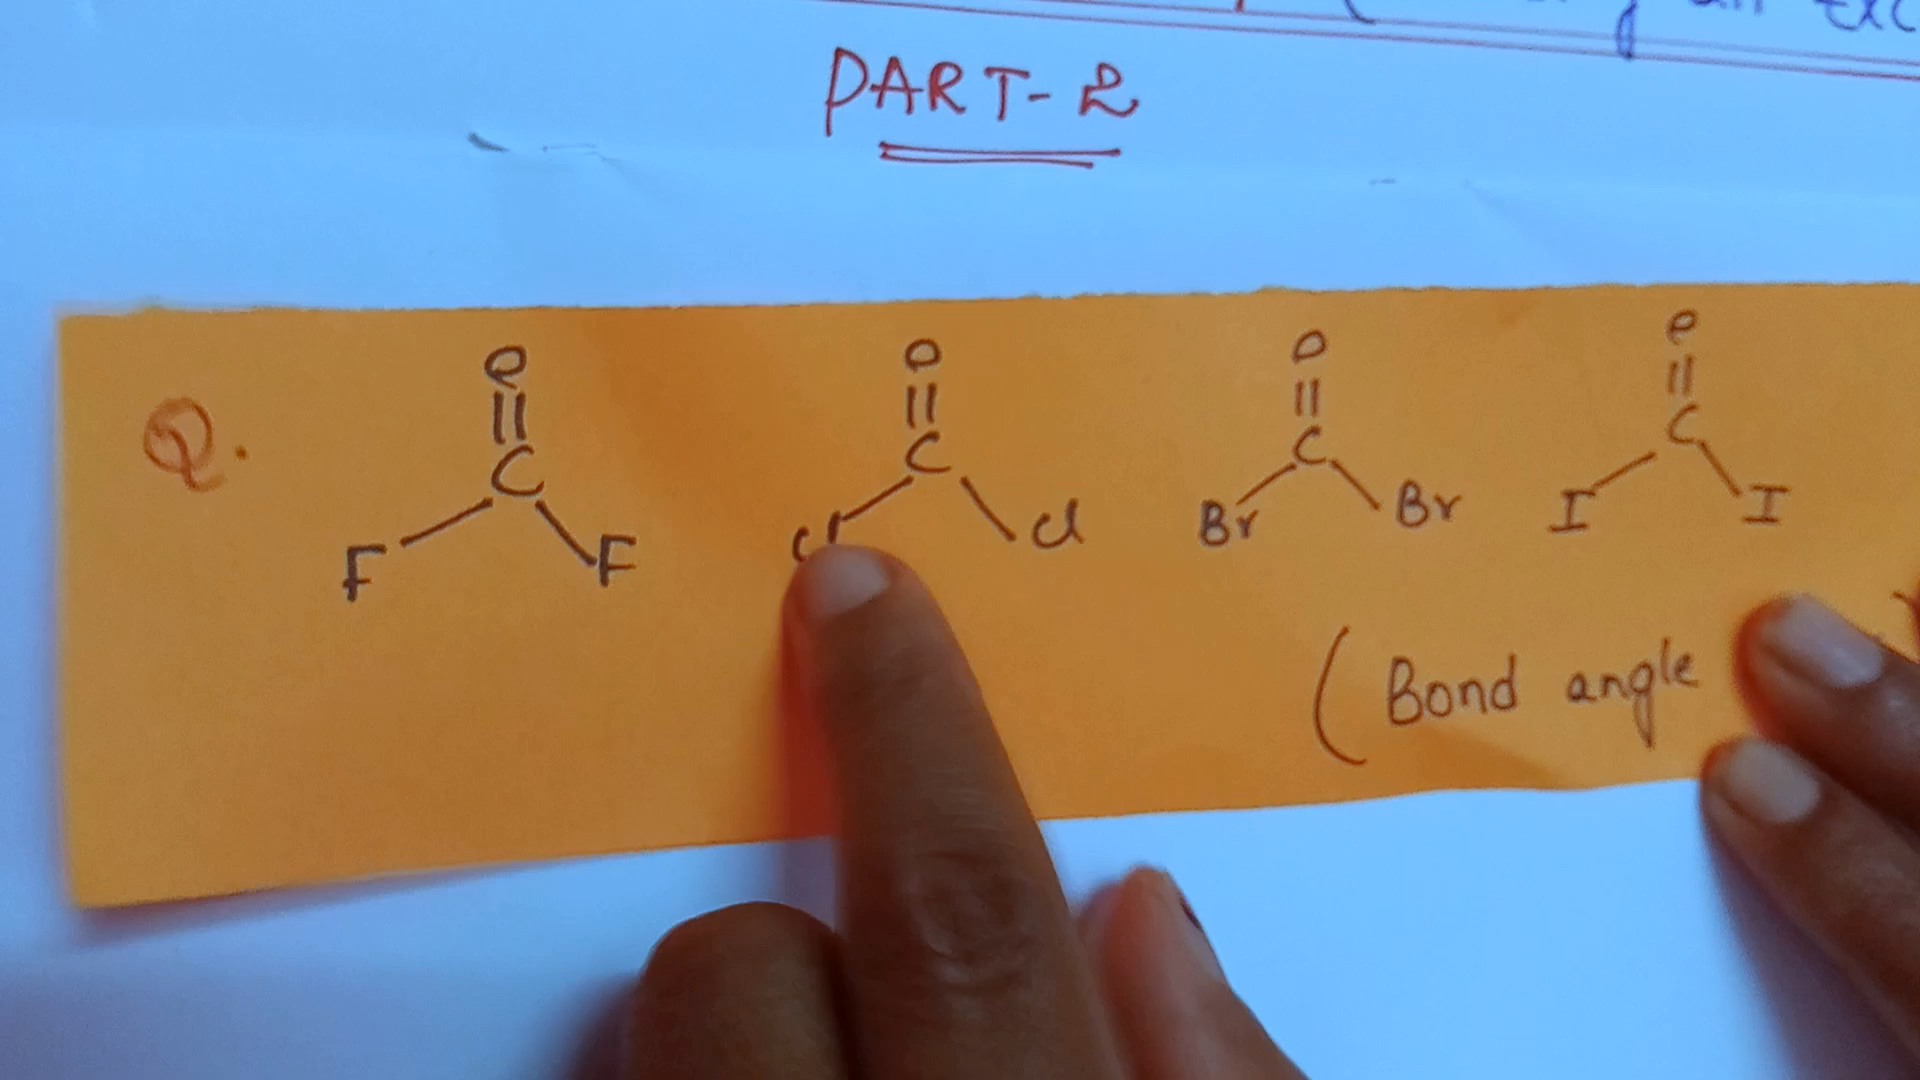 PART-2
Q.
O O O O
|| || || ||
C C C C
F F Cl Cl Br Br I I
(Bond angle